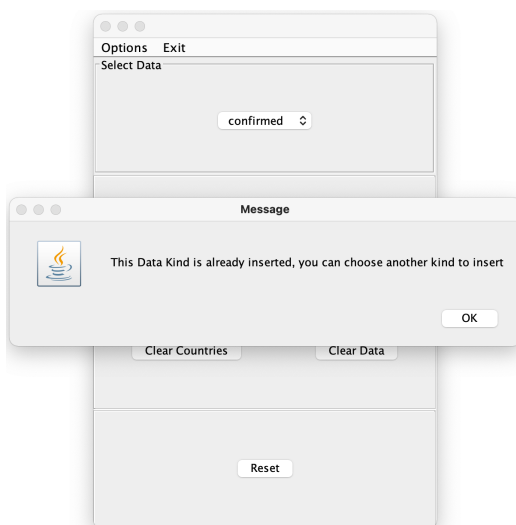 Options Exit
Select Data
confirmed
Message
This Data Kind is already inserted, you can choose another kind to insert
OK
Clear Countries Clear Data
Reset